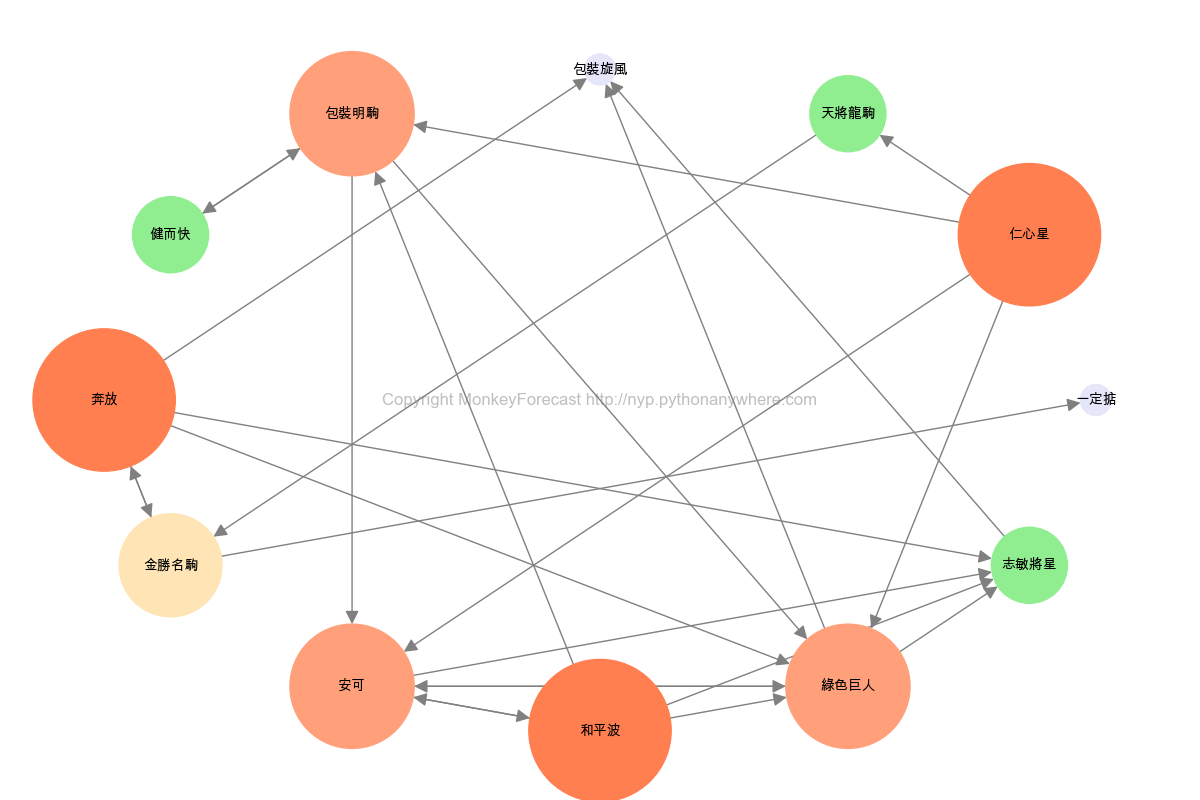 包裝旋風
包裝明駒
天將龍駒
健而快
仁心星
奔放
Copyright MonkeyForecast http://nyp.pythonanywhere.com
一定掂
金勝名駒
志敏將星
安可
綠色巨人
和平波